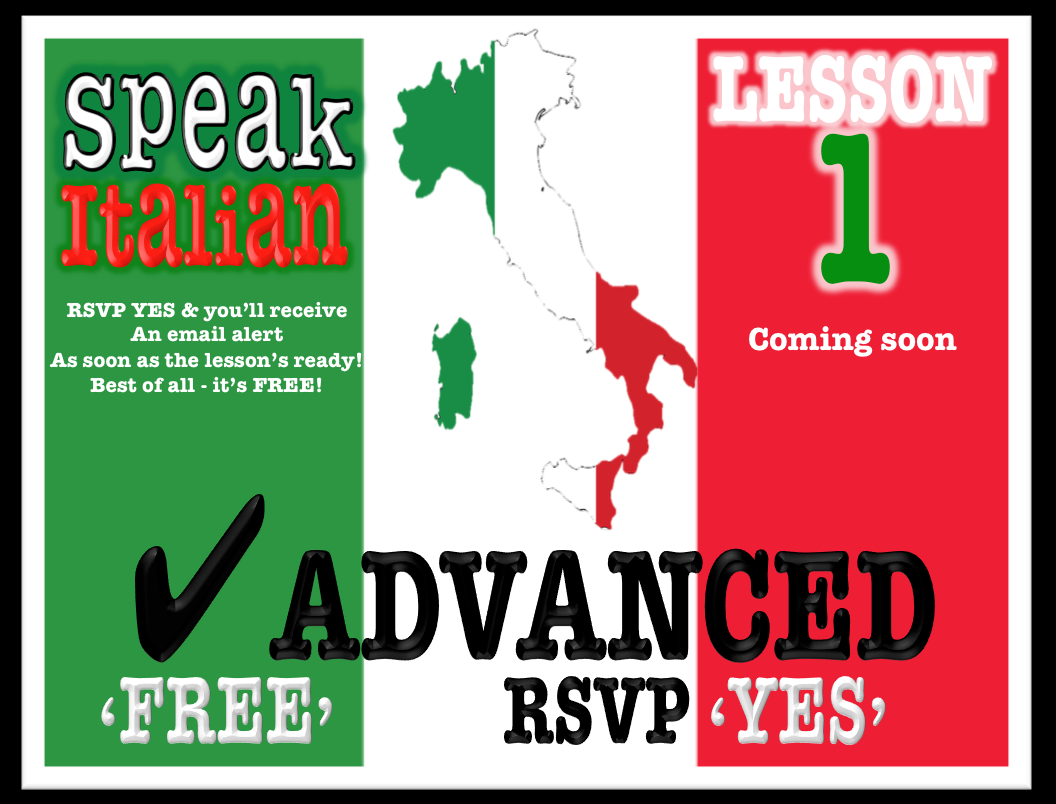 speak
Italian
RSVP YES & you'll receive
An email alert
As soon as the lesson's ready!
Best of all - it's FREE!
LESSON
1
Coming soon
✓ ADVANCED
'FREE' RSVP 'YES'